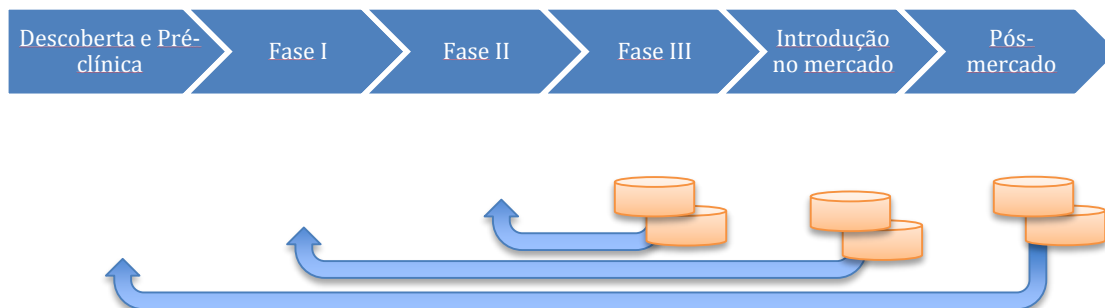 Descoberta e Pré-
clínica
Fase I
Fase II
Fase III
Introdução
no mercado
Pós-
mercado